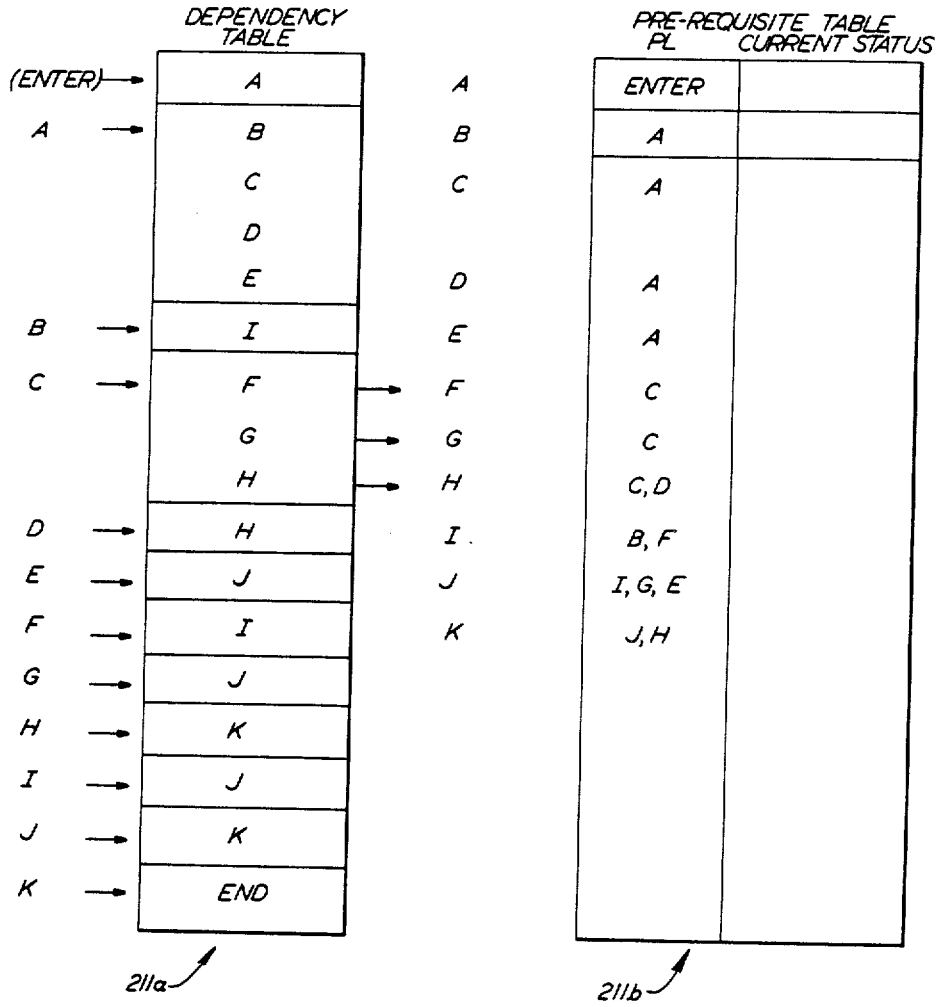 DEPENDENCY
TABLE
PRE-REQUISITE TABLE
PL CURRENT STATUS
(ENTER) A A ENTER
A B B A
C C A
D
E D A
B I E A
C F F C
G G C
H H C, D
D H I B, F
E J J I, G, E
F I K J, H
G J
H K
I J
J K
K END
211a 211b